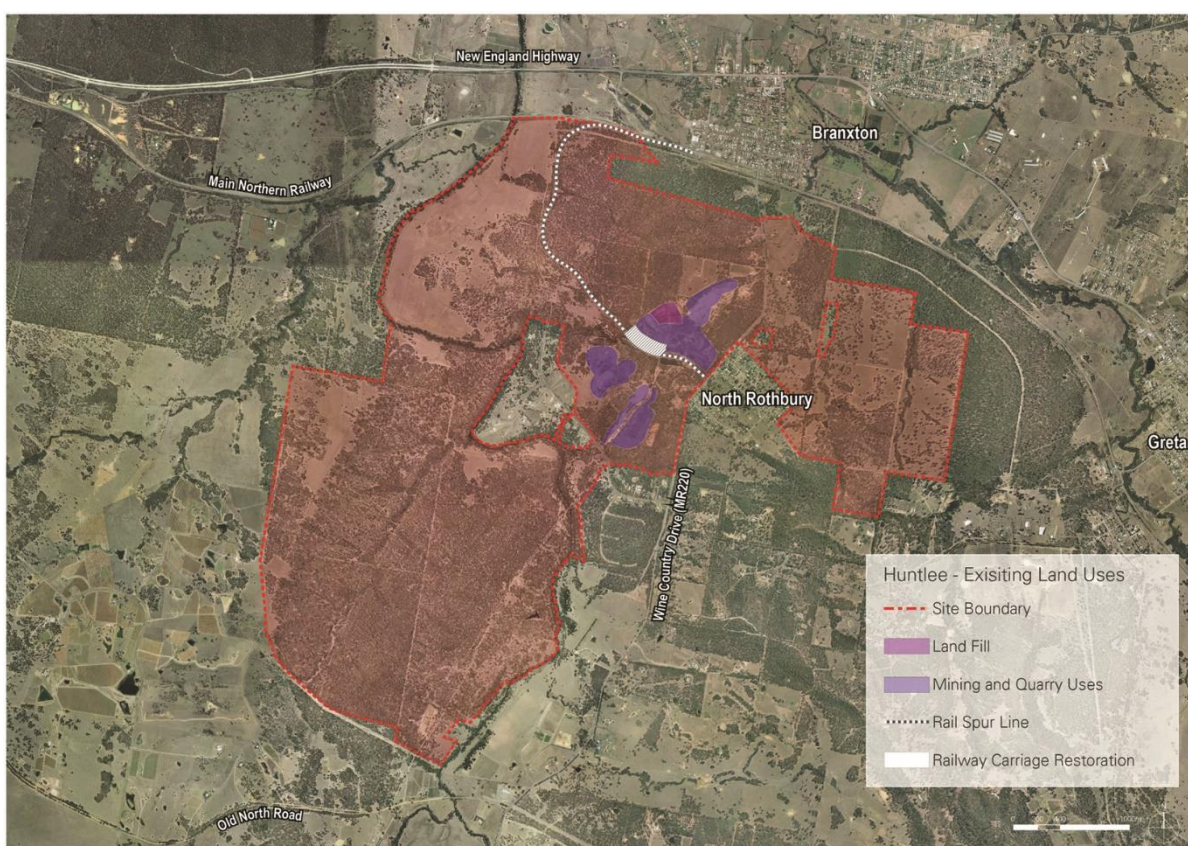 New England Highway
Branxton
Main Northern Railway
North Rothbury
Greta
Wine Country Drive (MR220)
Old North Road
Huntlee - Exisiting Land Uses
Site Boundary
Land Fill
Mining and Quarry Uses
Rail Spur Line
Railway Carriage Restoration